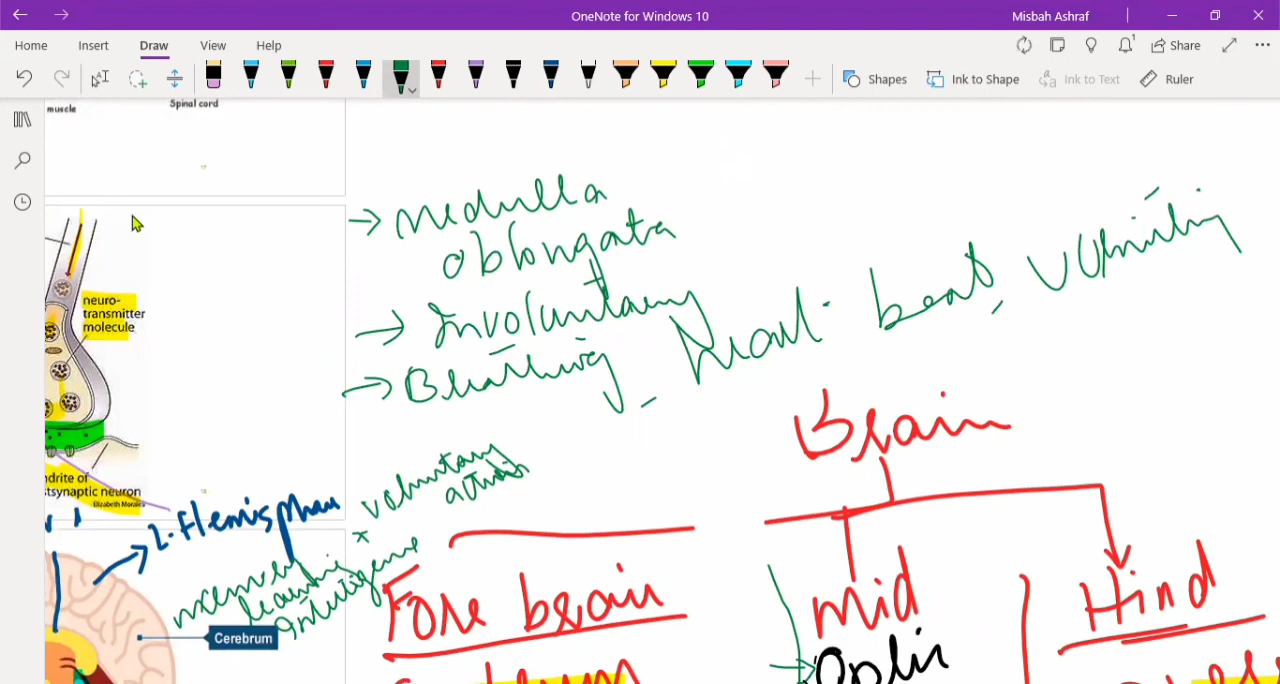 OneNote for Windows 10
Misbah Ashraf
Home Insert Draw View Help
Share
Shapes Ink to Shape Ink to Text Ruler
muscle
Spinal cord
→ medulla
oblongata
→ Involuntary
→ Breathing, Heart beat, vomiting
neuro-
transmitter
molecule
ndrite of
tsynaptic neuron
Elizabeth Morales
2. Hemisphere
x voluntary
memory
learning
intelligence
Cerebrum
Brain
Fore brain
Mid
Hind
Optic